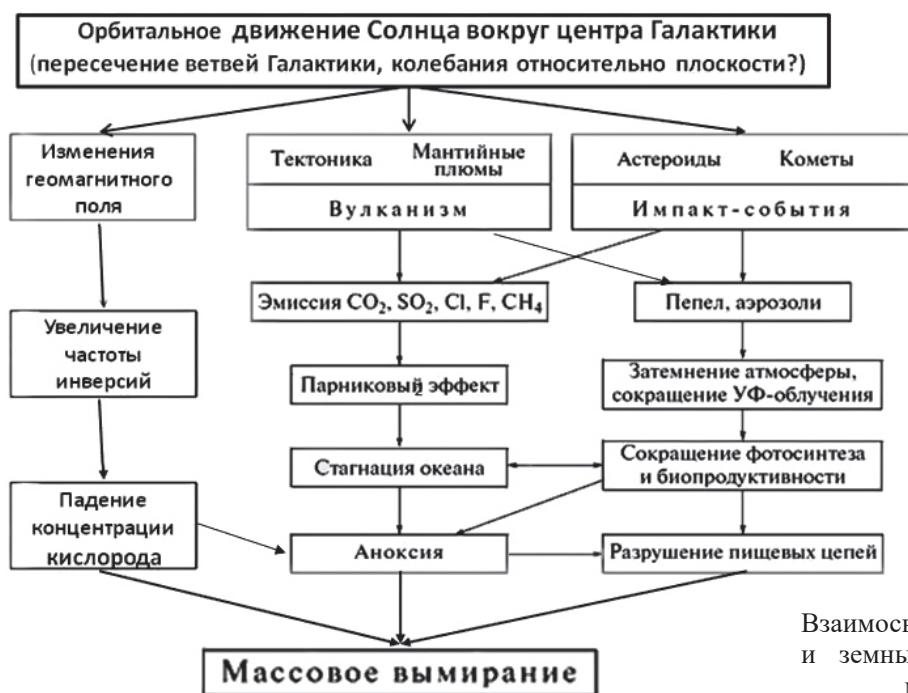 Орбитальное движение Солнца вокруг центра Галактики
(пересечение ветвей Галактики, колебания относительно плоскости?)
Изменения
геомагнитного
поля
Тектоника
Мантийные
плюмы
Вулканизм
Астероиды
Кометы
Импакт-события
Эмиссия CO₂, SO₂, Cl, F, CH₄
Пепел, аэрозоли
Увеличение
частоты
инверсий
Парниковый эффект
2
Затемнение атмосферы,
сокращение УФ-облучения
Стагнация океана
Сокращение фотосинтеза
и биопродуктивности
Падение
концентрации
кислорода
Аноксия
Разрушение пищевых цепей
Массовое вымирание
и